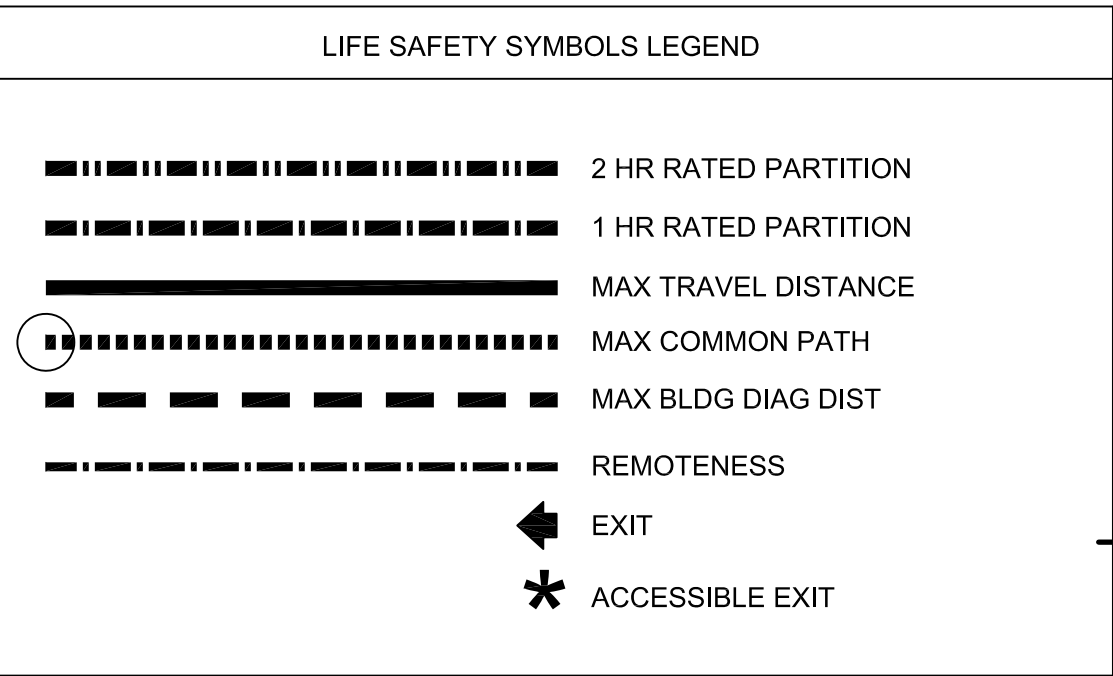 LIFE SAFETY SYMBOLS LEGEND
2 HR RATED PARTITION
1 HR RATED PARTITION
MAX TRAVEL DISTANCE
MAX COMMON PATH
MAX BLDG DIAG DIST
REMOTENESS
EXIT
ACCESSIBLE EXIT